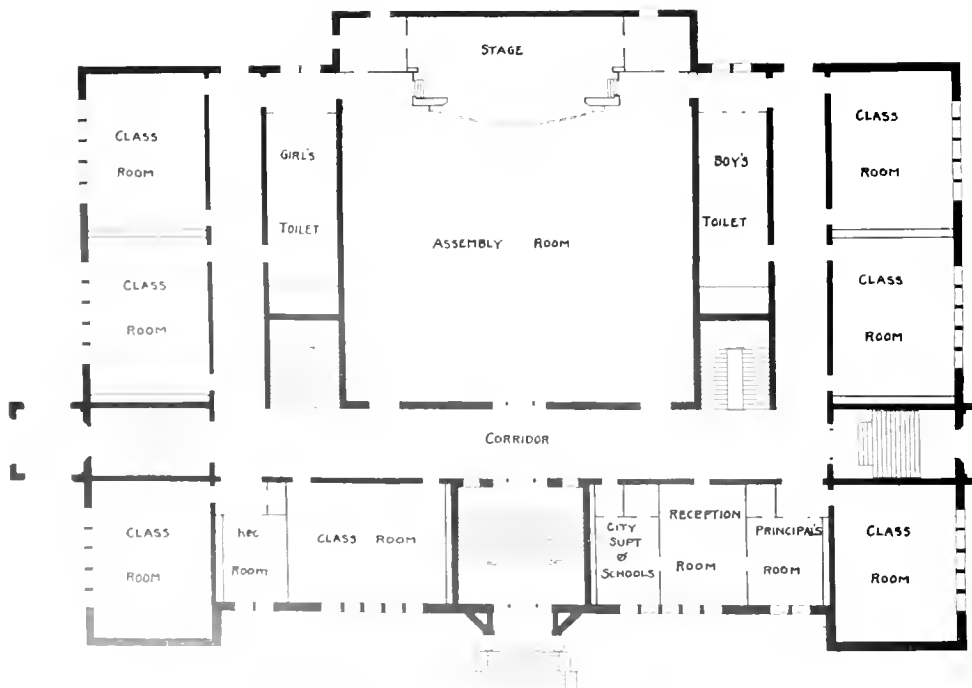 STAGE
CLASS
ROOM
GIRL'S
TOILET
ASSEMBLY ROOM
BOY'S
TOILET
CLASS
ROOM
CLASS
ROOM
CLASS
ROOM
CORRIDOR
CLASS
ROOM
ROOM
CLASS ROOM
CITY
SUPT
SCHOOLS
RECEPTION
ROOM
PRINCIPAL'S
ROOM
CLASS
ROOM